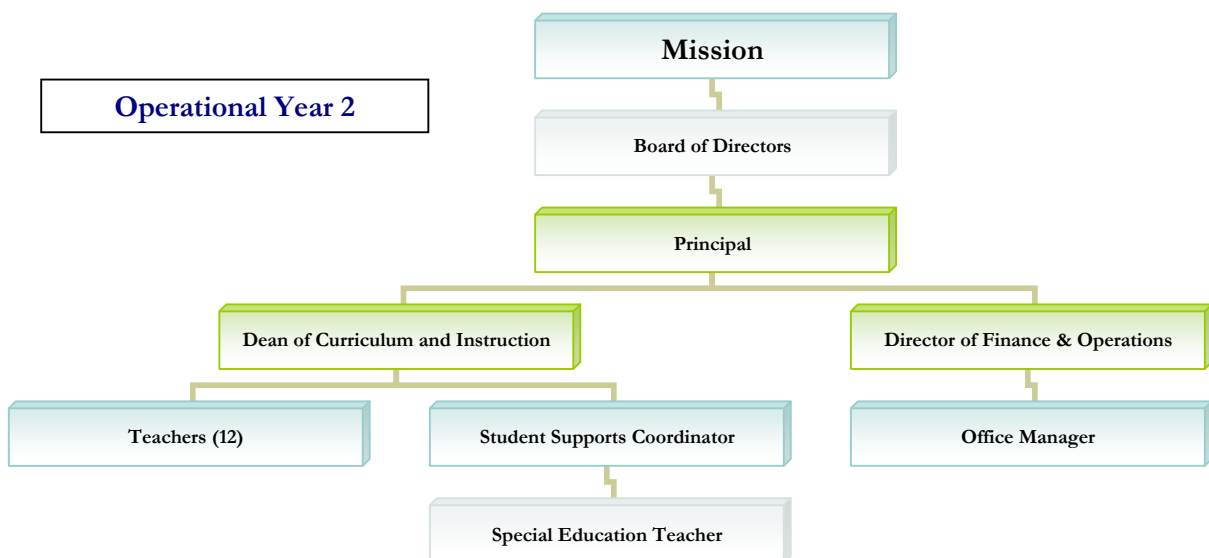 Mission
Operational Year 2
Board of Directors
Principal
Dean of Curriculum and Instruction
Director of Finance & Operations
Teachers (12)
Student Supports Coordinator
Office Manager
Special Education Teacher